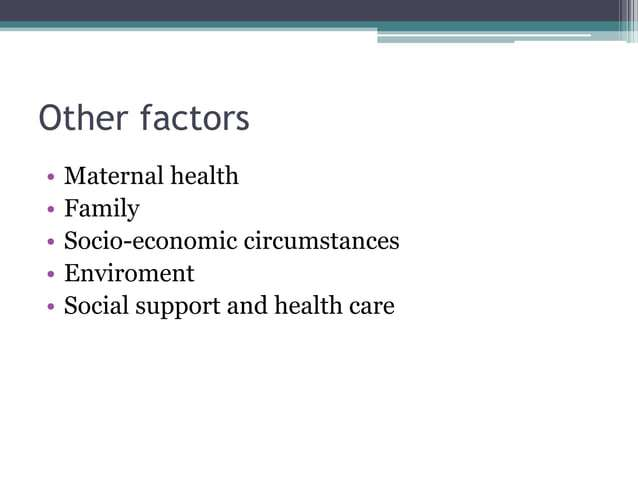 Other factors
• Maternal health
• Family
• Socio-economic circumstances
• Enviroment
• Social support and health care